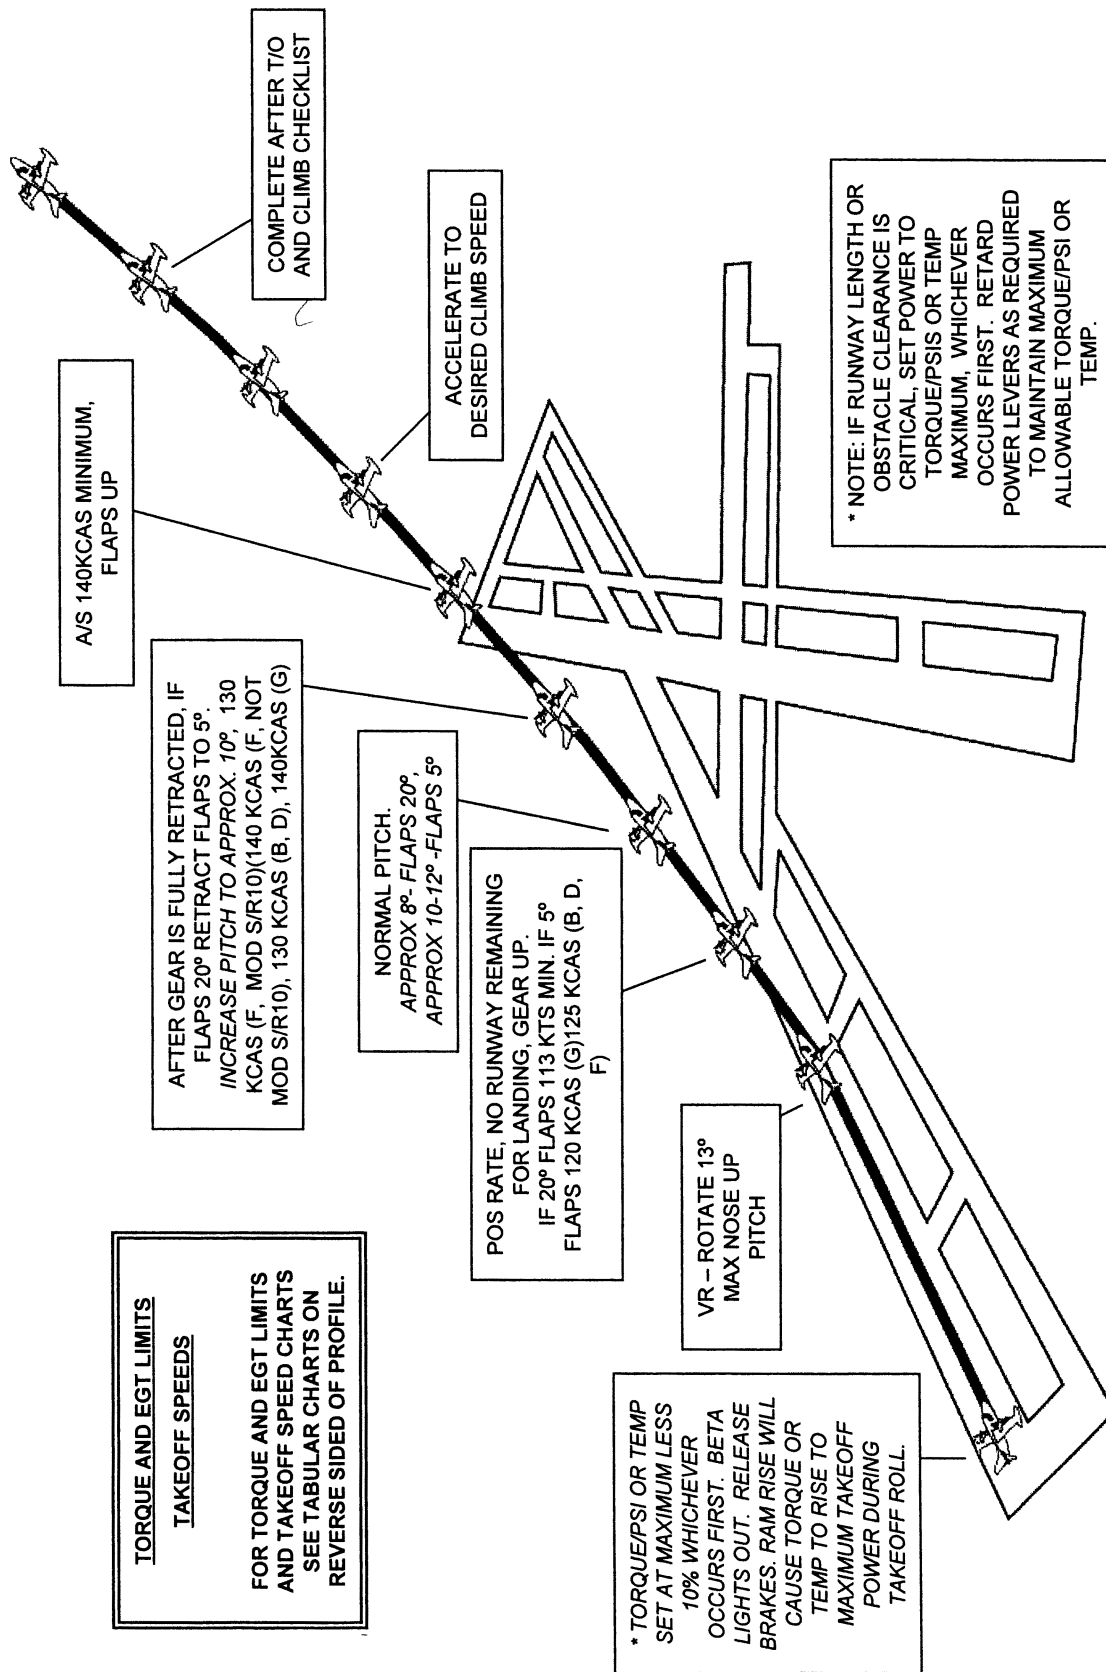 TORQUE AND EGT LIMITS
TAKEOFF SPEEDS
FOR TORQUE AND EGT LIMITS
AND TAKEOFF SPEED CHARTS
SEE TABULAR CHARTS ON
REVERSE SIDED OF PROFILE.
* TORQUE/PSI OR TEMP
SET AT MAXIMUM LESS
10% WHICHEVER
OCCURS FIRST. BETA
LIGHTS OUT. RELEASE
BRAKES. RAM RISE WILL
CAUSE TORQUE OR
TEMP TO RISE TO
MAXIMUM TAKEOFF
POWER DURING
TAKEOFF ROLL.
VR – ROTATE 13º
MAX NOSE UP
PITCH
POS RATE, NO RUNWAY REMAINING
FOR LANDING, GEAR UP.
IF 20º FLAPS 113 KTS MIN. IF 5º
FLAPS 120 KCAS (G)125 KCAS (B, D,
F)
NORMAL PITCH.
APPROX 8º- FLAPS 20º,
APPROX 10-12º -FLAPS 5º
AFTER GEAR IS FULLY RETRACTED, IF
FLAPS 20º RETRACT FLAPS TO 5º.
INCREASE PITCH TO APPROX. 10º, 130
KCAS (F, MOD S/R10)(140 KCAS (F, NOT
MOD S/R10), 130 KCAS (B, D), 140KCAS (G)
A/S 140KCAS MINIMUM,
FLAPS UP
ACCELERATE TO
DESIRED CLIMB SPEED
COMPLETE AFTER T/O
AND CLIMB CHECKLIST
* NOTE: IF RUNWAY LENGTH OR
OBSTACLE CLEARANCE IS
CRITICAL, SET POWER TO
TORQUE/PSIS OR TEMP
MAXIMUM, WHICHEVER
OCCURS FIRST. RETARD
POWER LEVERS AS REQUIRED
TO MAINTAIN MAXIMUM
ALLOWABLE TORQUE/PSI OR
TEMP.